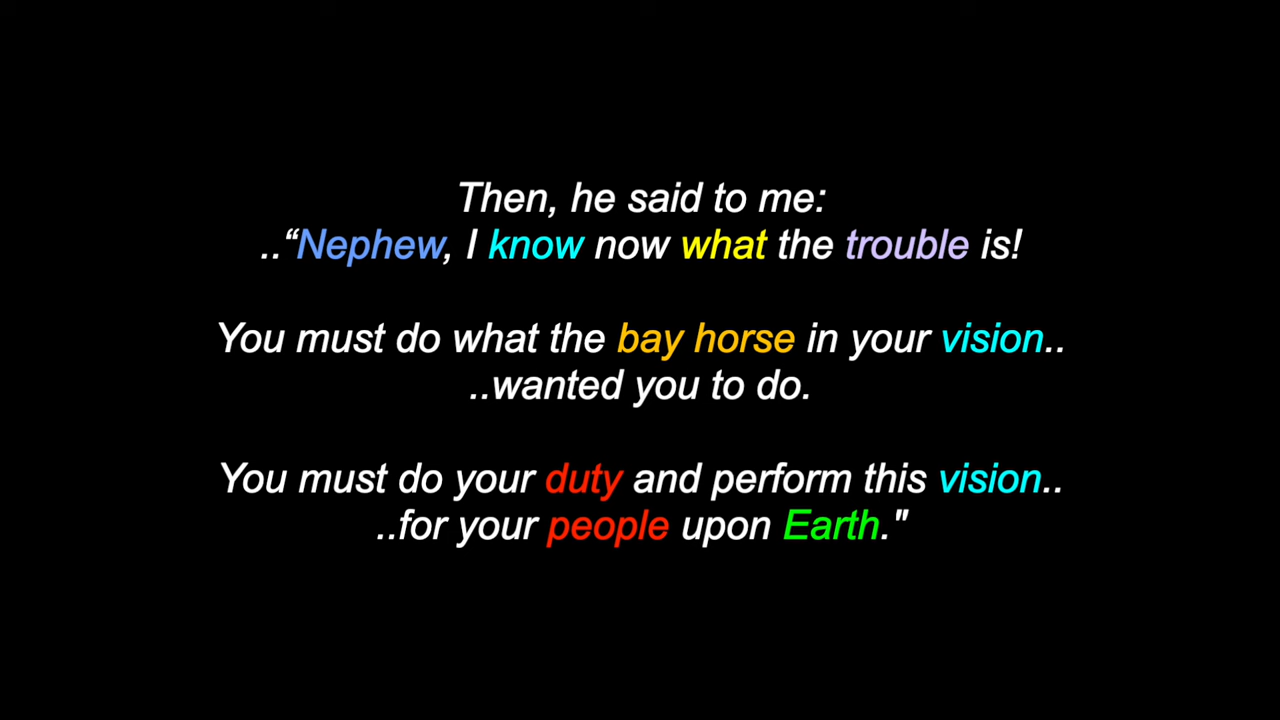 Then, he said to me:
..“Nephew, I know now what the trouble is!
You must do what the bay horse in your vision..
..wanted you to do.
You must do your duty and perform this vision..
..for your people upon Earth."